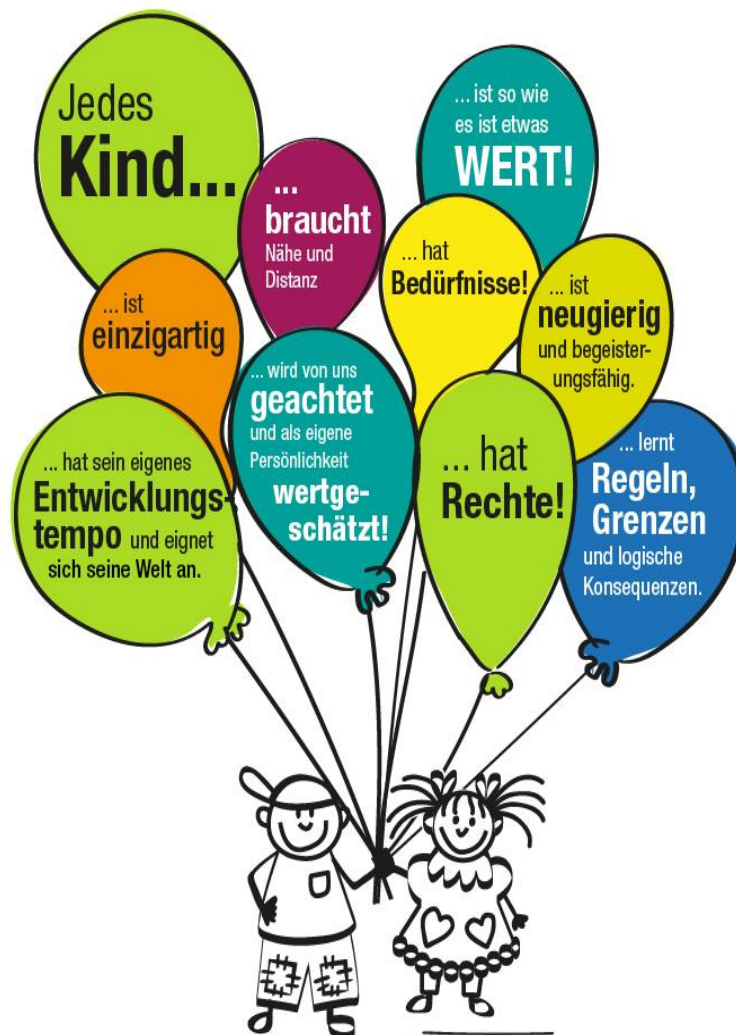 Jedes
Kind...
...
braucht
Nähe und
Distanz
... ist so wie
es ist etwas
WERT!
... ist
einzigartig
... hat
Bedürfnisse!
... ist
neugierig
und begeister-
ungsfähig.
... wird von uns
geachtet
und als eigene
Persönlichkeit
wertge-
schätzt!
... hat sein eigenes
Entwicklungs-
tempo und eignet
sich seine Welt an.
... hat
Rechte!
... lernt
Regeln,
Grenzen
und logische
Konsequenzen.